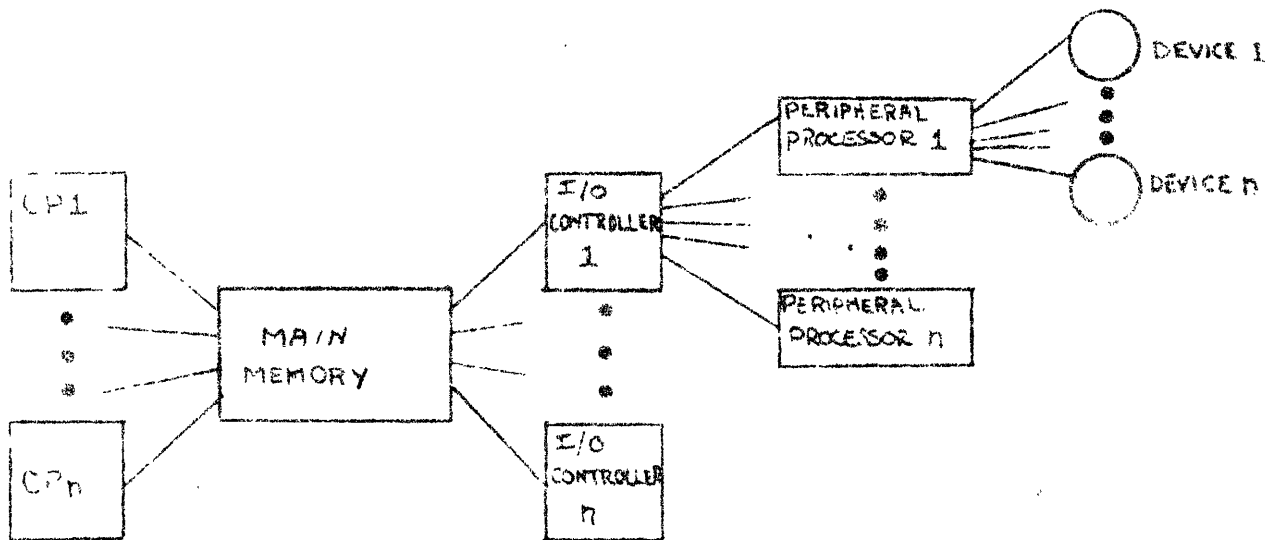 CP1
CPn
MAIN
MEMORY
I/O
CONTROLLER
1
I/O
CONTROLLER
n
PERIPHERAL
PROCESSOR 1
PERIPHERAL
PROCESSOR n
DEVICE 1
DEVICE n